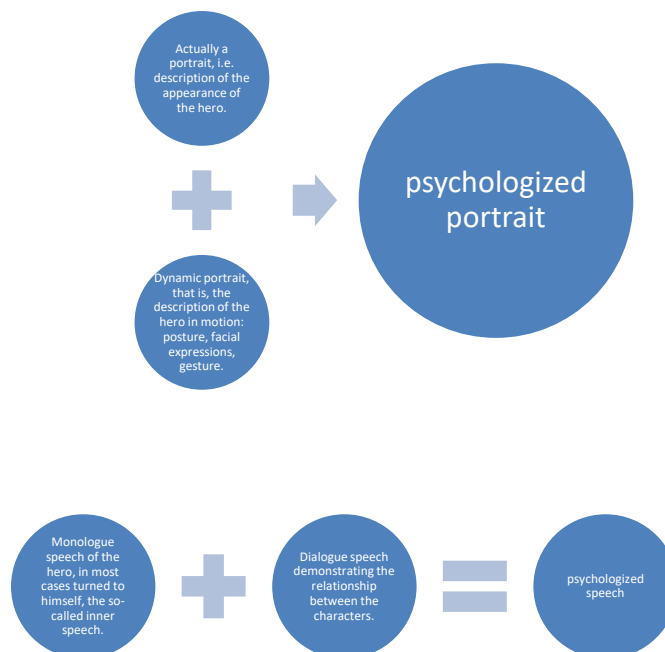 Actually a
portrait, i.e.
description of the
appearance of
the hero.
psychologized
portrait
Dynamic portrait,
that is, the
description of the
hero in motion:
posture, facial
expressions,
gesture.
Monologue
speech of the
hero, in most
cases turned to
himself, the so-
called inner
speech.
Dialogue speech
demonstrating the
relationship
between the
characters.
psychologized
speech